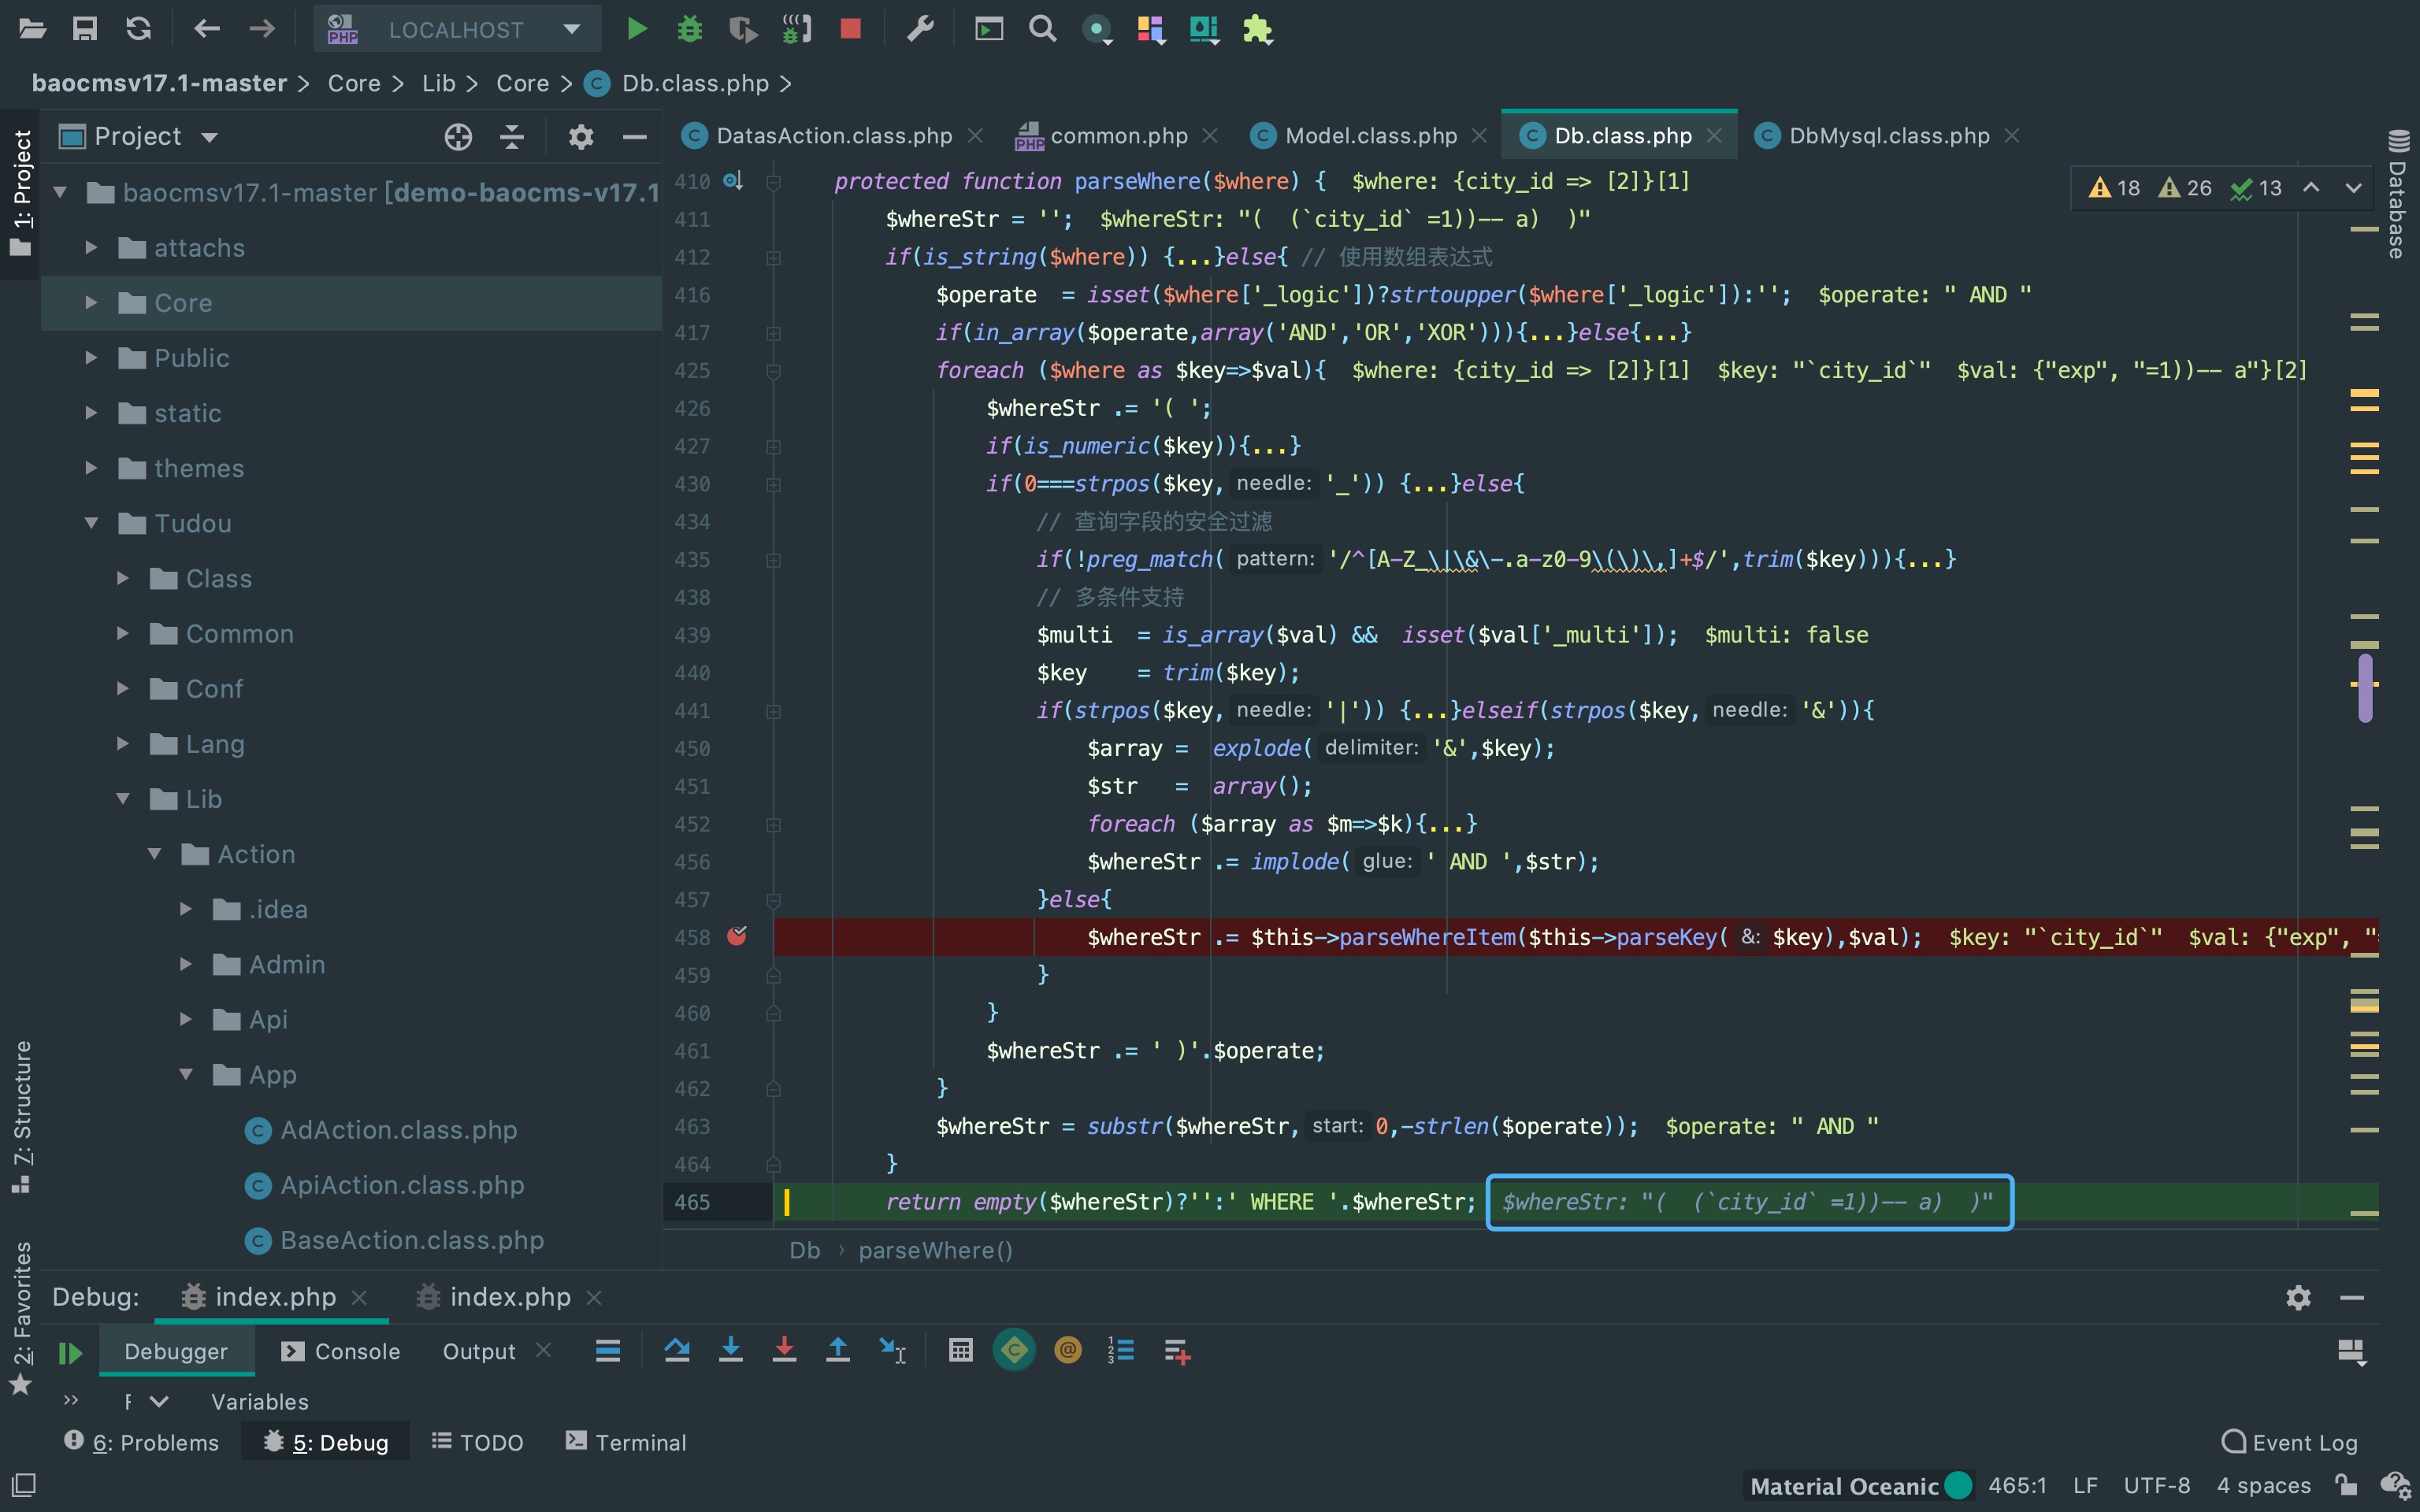 LOCALHOST
baocmsv17.1-master > Core > Lib > Core > Db.class.php >
Project
DatasAction.class.php
common.php
Model.class.php
Db.class.php
DbMysql.class.php
1: Project
Database
7: Structure
2: Favorites
baocmsv17.1-master [demo-baocms-v17.1
attachs
Core
Public
static
themes
Tudou
Class
Common
Conf
Lang
Lib
Action
.idea
Admin
Api
App
AdAction.class.php
ApiAction.class.php
BaseAction.class.php
18 26 13
410 protected function parseWhere($where) { $where: {city_id => [2]}[1]
411 $whereStr = ''; $whereStr: "(  (`city_id` =1))-- a)  )"
412 if(is_string($where)) {...}else{ // 使用数组表达式
416 $operate  = isset($where['_logic'])?strtoupper($where['_logic']):''; $operate: " AND "
417 if(in_array($operate,array('AND','OR','XOR'))){...}else{...}
425 foreach ($where as $key=>$val){ $where: {city_id => [2]}[1] $key: "`city_id`" $val: {"exp", "=1))-- a"}[2]
426 $whereStr .= '( ';
427 if(is_numeric($key)){...}
430 if(0===strpos($key, needle: '_')) {...}else{
434 // 查询字段的安全过滤
435 if(!preg_match( pattern: '/^[A-Z_\|\&\-.a-z0-9\(\)\,]+$/',trim($key))){...}
438 // 多条件支持
439 $multi  = is_array($val) &&  isset($val['_multi']); $multi: false
440 $key    = trim($key);
441 if(strpos($key, needle: '|')) {...}elseif(strpos($key, needle: '&')){
450 $array =  explode( delimiter: '&',$key);
451 $str   =  array();
452 foreach ($array as $m=>$k){...}
456 $whereStr .= implode( glue: ' AND ',$str);
457 }else{
458 $whereStr .= $this->parseWhereItem($this->parseKey( &: $key),$val); $key: "`city_id`" $val: {"exp", "=
459 }
460 }
461 $whereStr .= ' )'.$operate;
462 }
463 $whereStr = substr($whereStr, start: 0,-strlen($operate)); $operate: " AND "
464 }
465 return empty($whereStr)?'':' WHERE '.$whereStr; $whereStr: "(  (`city_id` =1))-- a)  )"
Db › parseWhere()
Debug: index.php index.php
Debugger Console Output
F Variables
6: Problems 5: Debug TODO Terminal Event Log
Material Oceanic 465:1 LF UTF-8 4 spaces